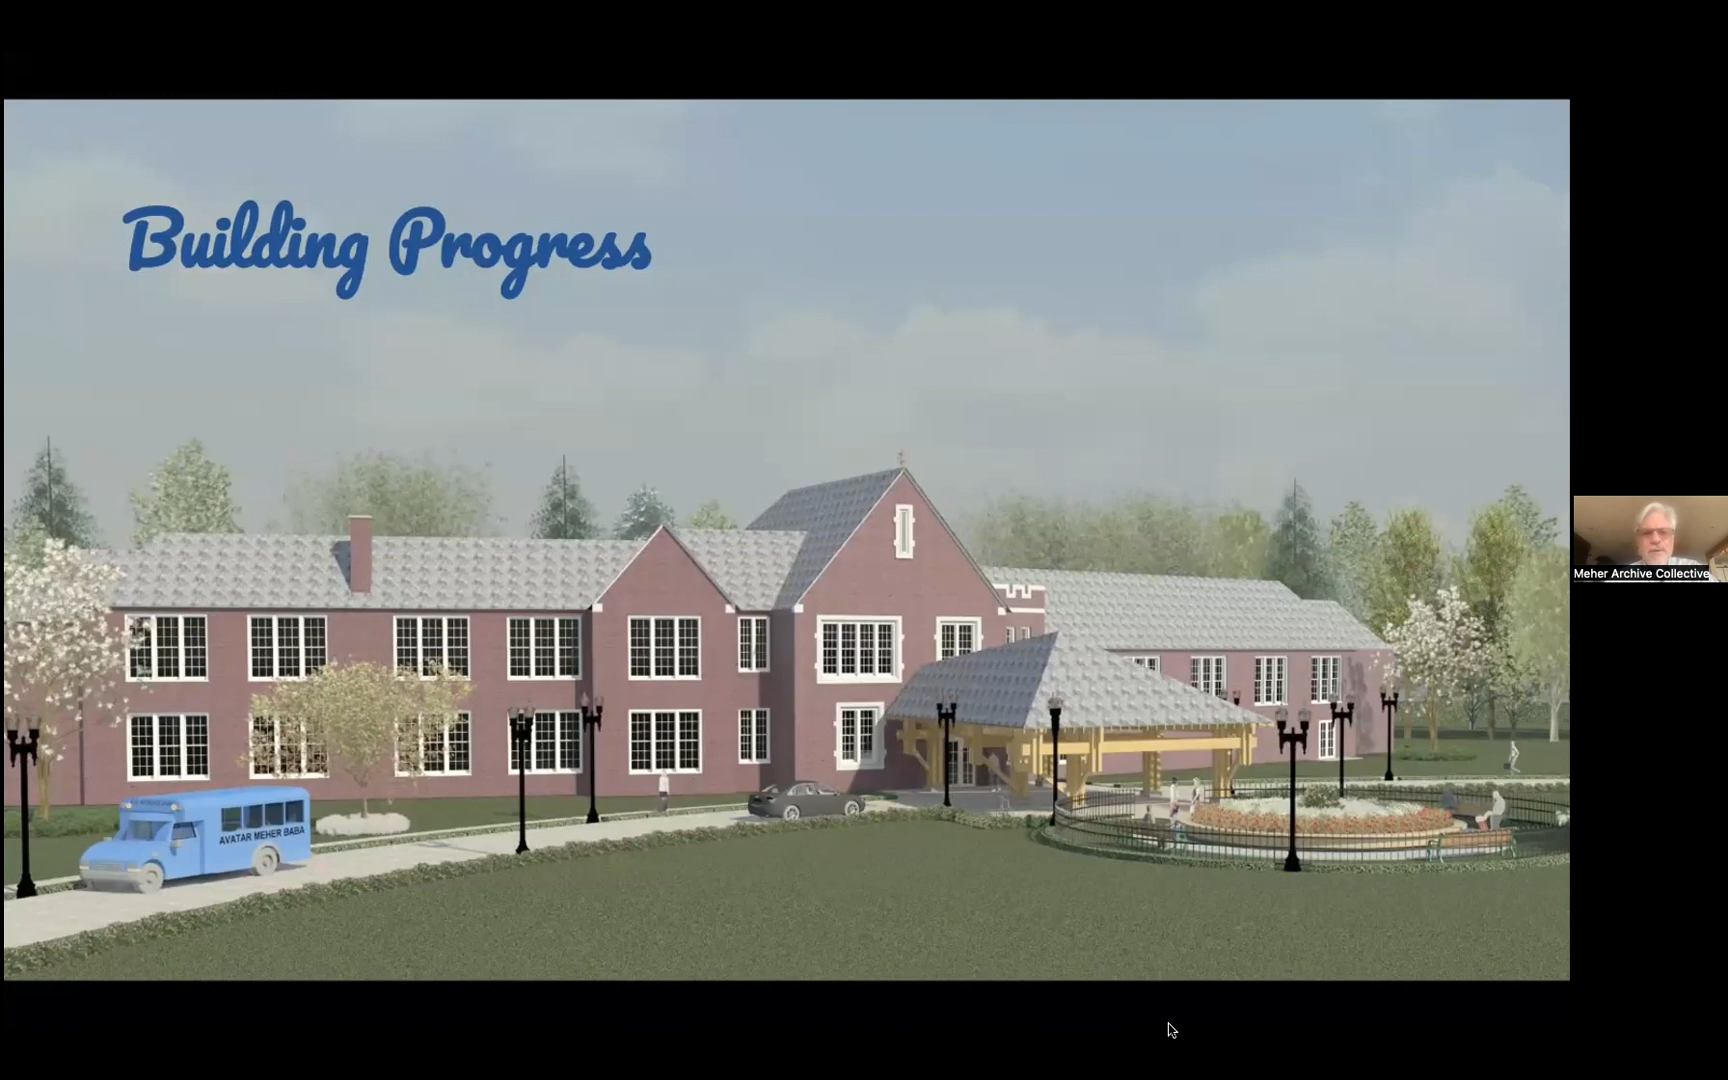 Building Progress
AVATAR MEHER BABA
Meher Archive Collective